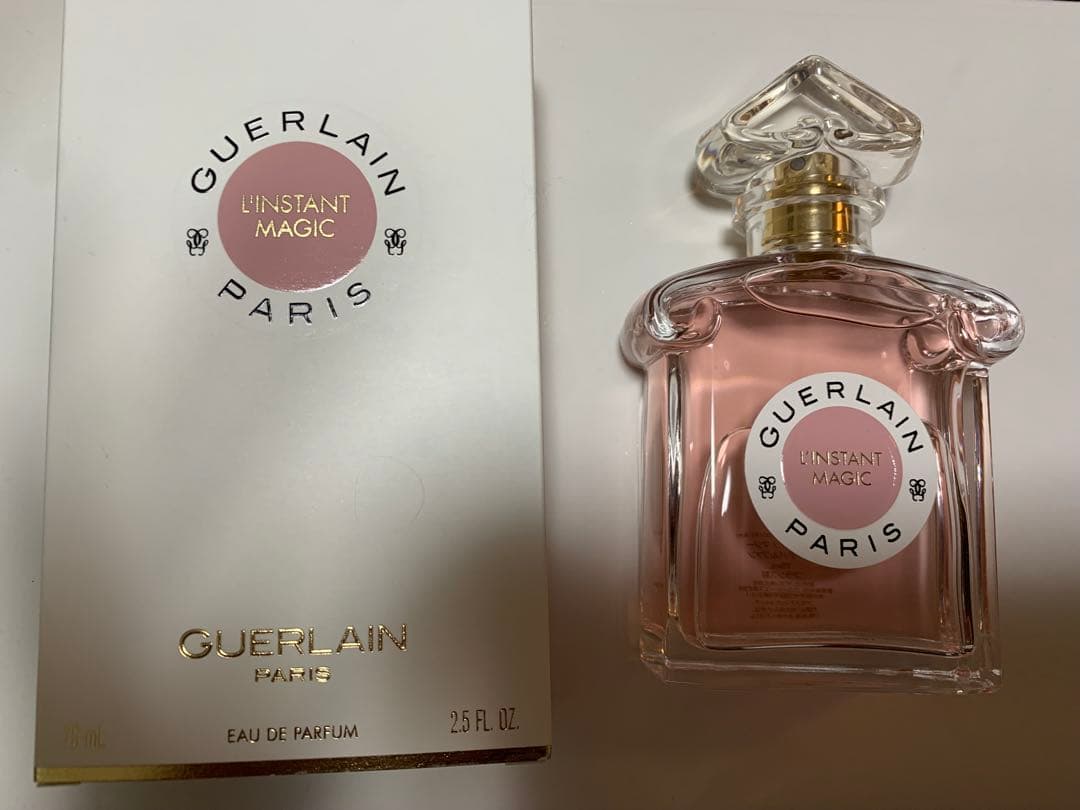 GUERLAIN
L'INSTANT
MAGIC
PARIS
GUERLAIN
PARIS
75 mL
EAU DE PARFUM
2.5 FL. OZ.
GUERLAIN
L'INSTANT
MAGIC
PARIS